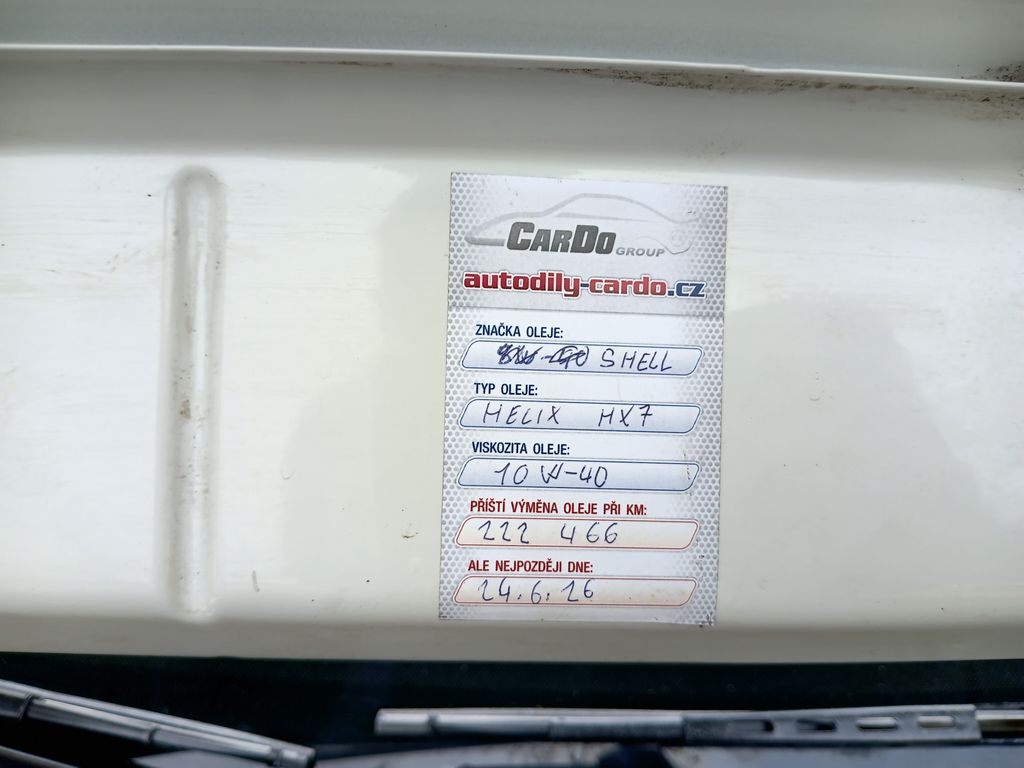 CARDO GROUP
autodily-cardo.cz
ZNAČKA OLEJE:
SHELL
TYP OLEJE:
HELIX HX7
VISKOZITA OLEJE:
10 W-40
PŘÍŠTÍ VÝMĚNA OLEJE PŘI KM:
222 466
ALE NEJPOZDĚJI DNE:
24.6.26